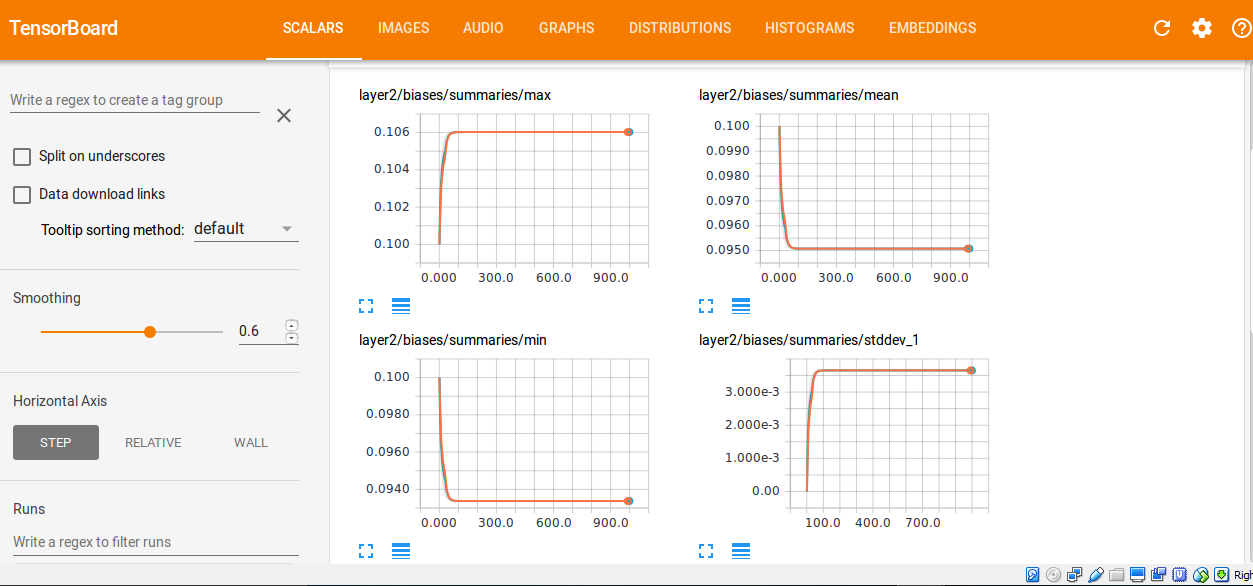 TensorBoard SCALARS IMAGES AUDIO GRAPHS DISTRIBUTIONS HISTOGRAMS EMBEDDINGS ?
Write a regex to create a tag group
Split on underscores
Data download links
Tooltip sorting method: default
Smoothing
0.6
Horizontal Axis
STEP RELATIVE WALL
Runs
Write a regex to filter runs
layer2/biases/summaries/max
0.106
0.104
0.102
0.100
0.000 300.0 600.0 900.0
layer2/biases/summaries/mean
0.100
0.0990
0.0980
0.0970
0.0960
0.0950
0.000 300.0 600.0 900.0
layer2/biases/summaries/min
0.100
0.0980
0.0960
0.0940
0.000 300.0 600.0 900.0
layer2/biases/summaries/stddev_1
3.000e-3
2.000e-3
1.000e-3
0.00
100.0 400.0 700.0
Righ